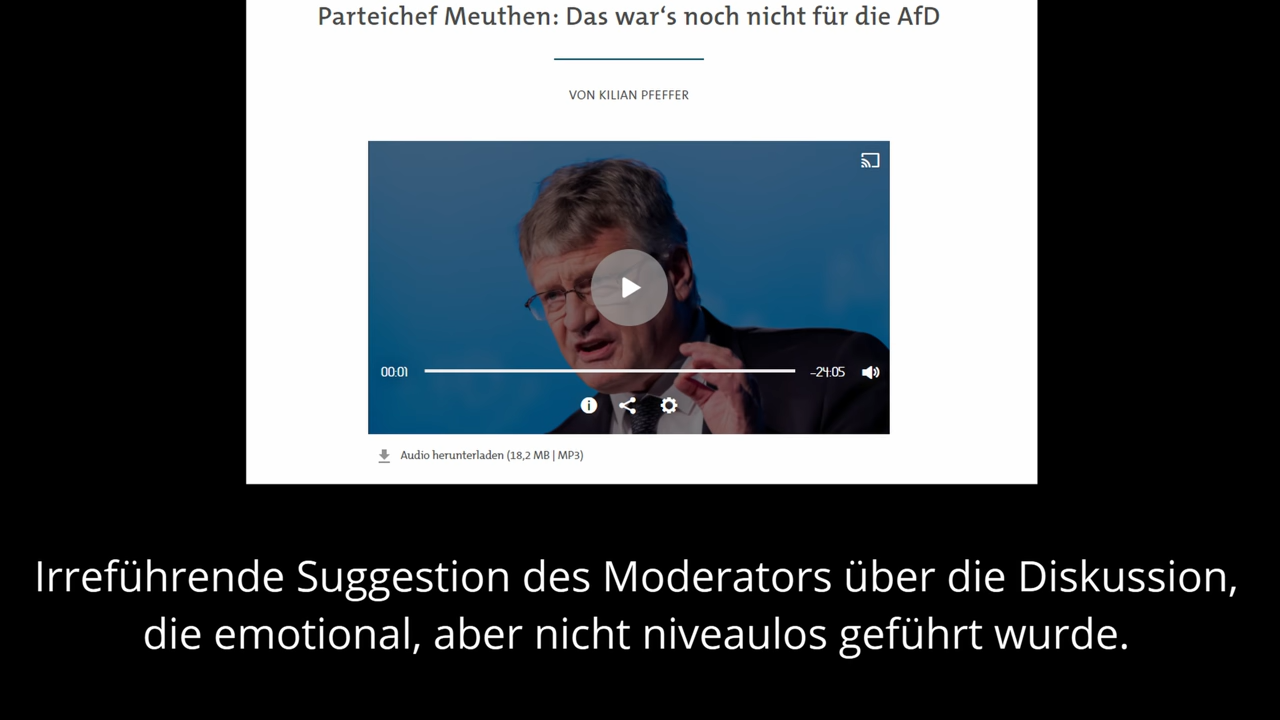 Parteichef Meuthen: Das war‘s noch nicht für die AfD
VON KILIAN PFEFFER
00:01
-24:05
Audio herunterladen (18,2 MB | MP3)
Irreführende Suggestion des Moderators über die Diskussion,
die emotional, aber nicht niveaulos geführt wurde.